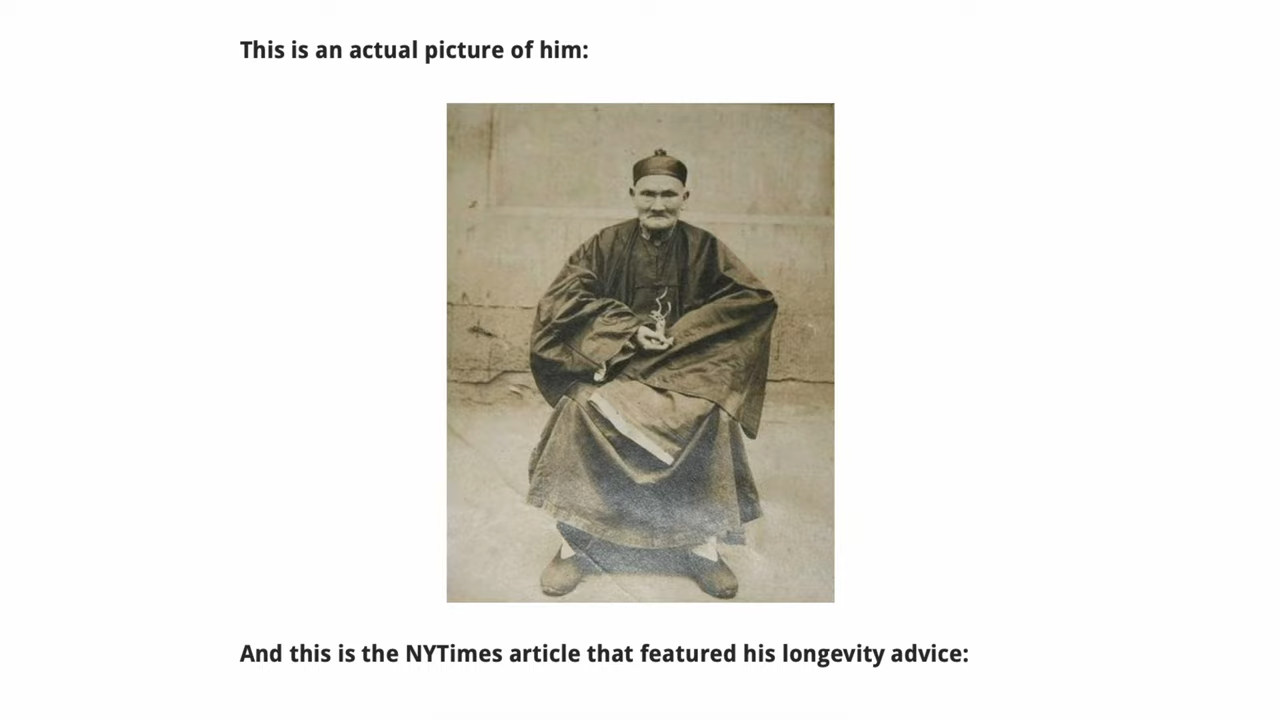 This is an actual picture of him:
And this is the NYTimes article that featured his longevity advice: